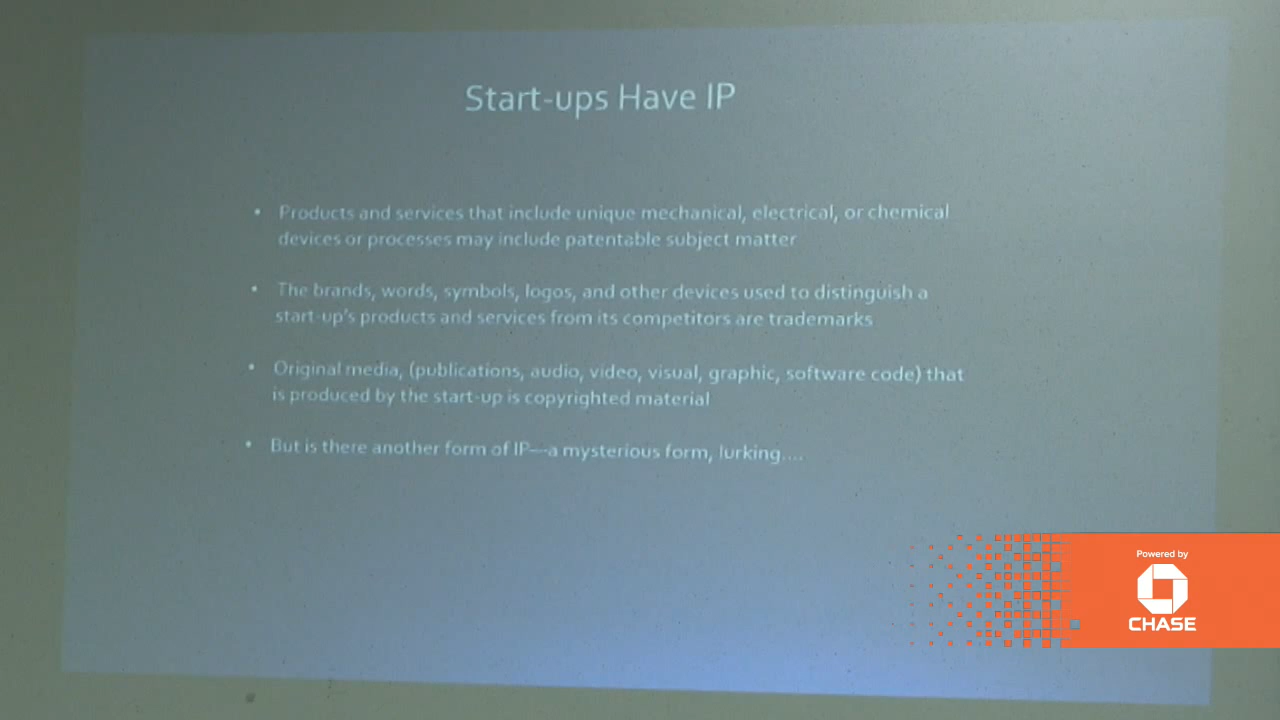 Start-ups Have IP
• Products and services that include unique mechanical, electrical, or chemical
devices or processes may include patentable subject matter
• The brands, words, symbols, logos, and other devices used to distinguish a
start-up's products and services from its competitors are trademarks
• Original media, (publications, audio, video, visual, graphic, software code) that
is produced by the start-up is copyrighted material
• But is there another form of IP—a mysterious form, lurking....
Powered by
CHASE